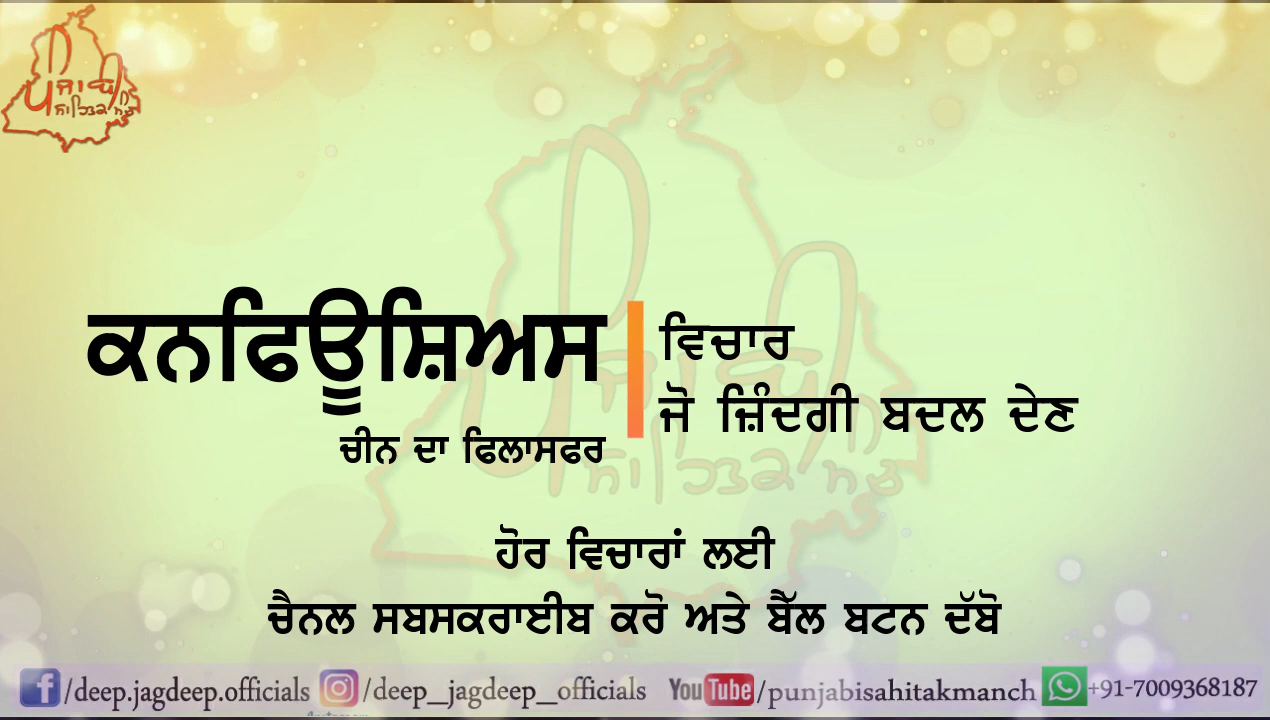 ਪੰਜਾਬੀ
ਸਾਹਿਤਕ ਮੰਚ
ਕਨਫਿਊਸ਼ਿਅਸ
ਚੀਨ ਦਾ ਫਿਲਾਸਫਰ
ਵਿਚਾਰ
ਜੋ ਜ਼ਿੰਦਗੀ ਬਦਲ ਦੇਣ
ਹੋਰ ਵਿਚਾਰਾਂ ਲਈ
ਚੈਨਲ ਸਬਸਕਰਾਈਬ ਕਰੋ ਅਤੇ ਬੈੱਲ ਬਟਨ ਦੱਬੋ
/deep.jagdeep.officials /deep_jagdeep_officials YouTube/punjabisahitakmanch +91-7009368187